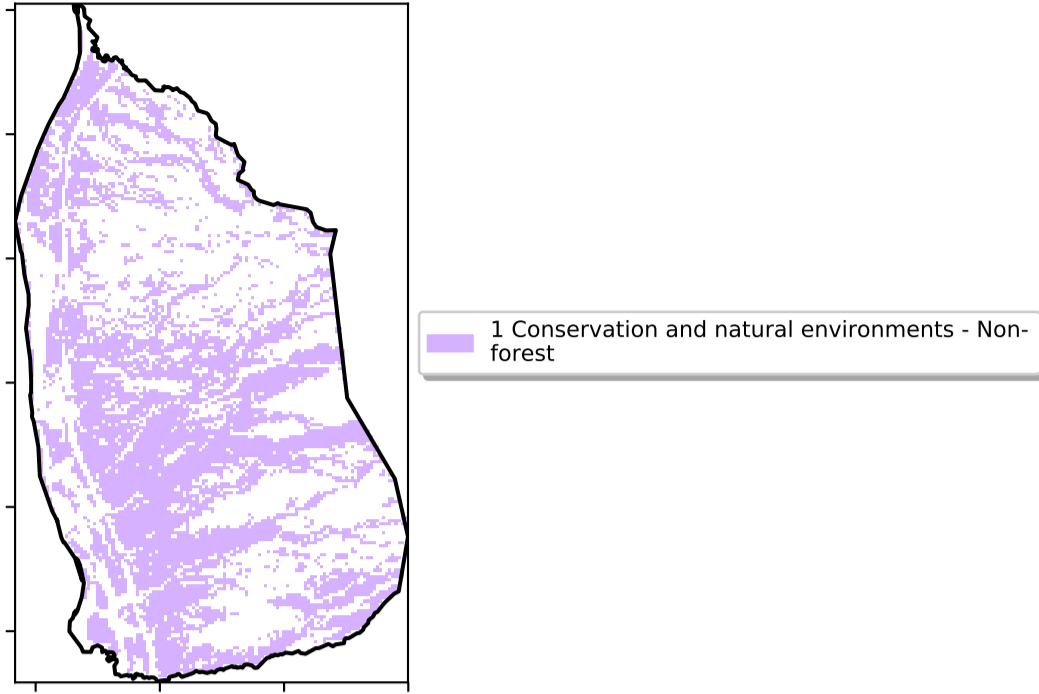 1 Conservation and natural environments - Non-
forest